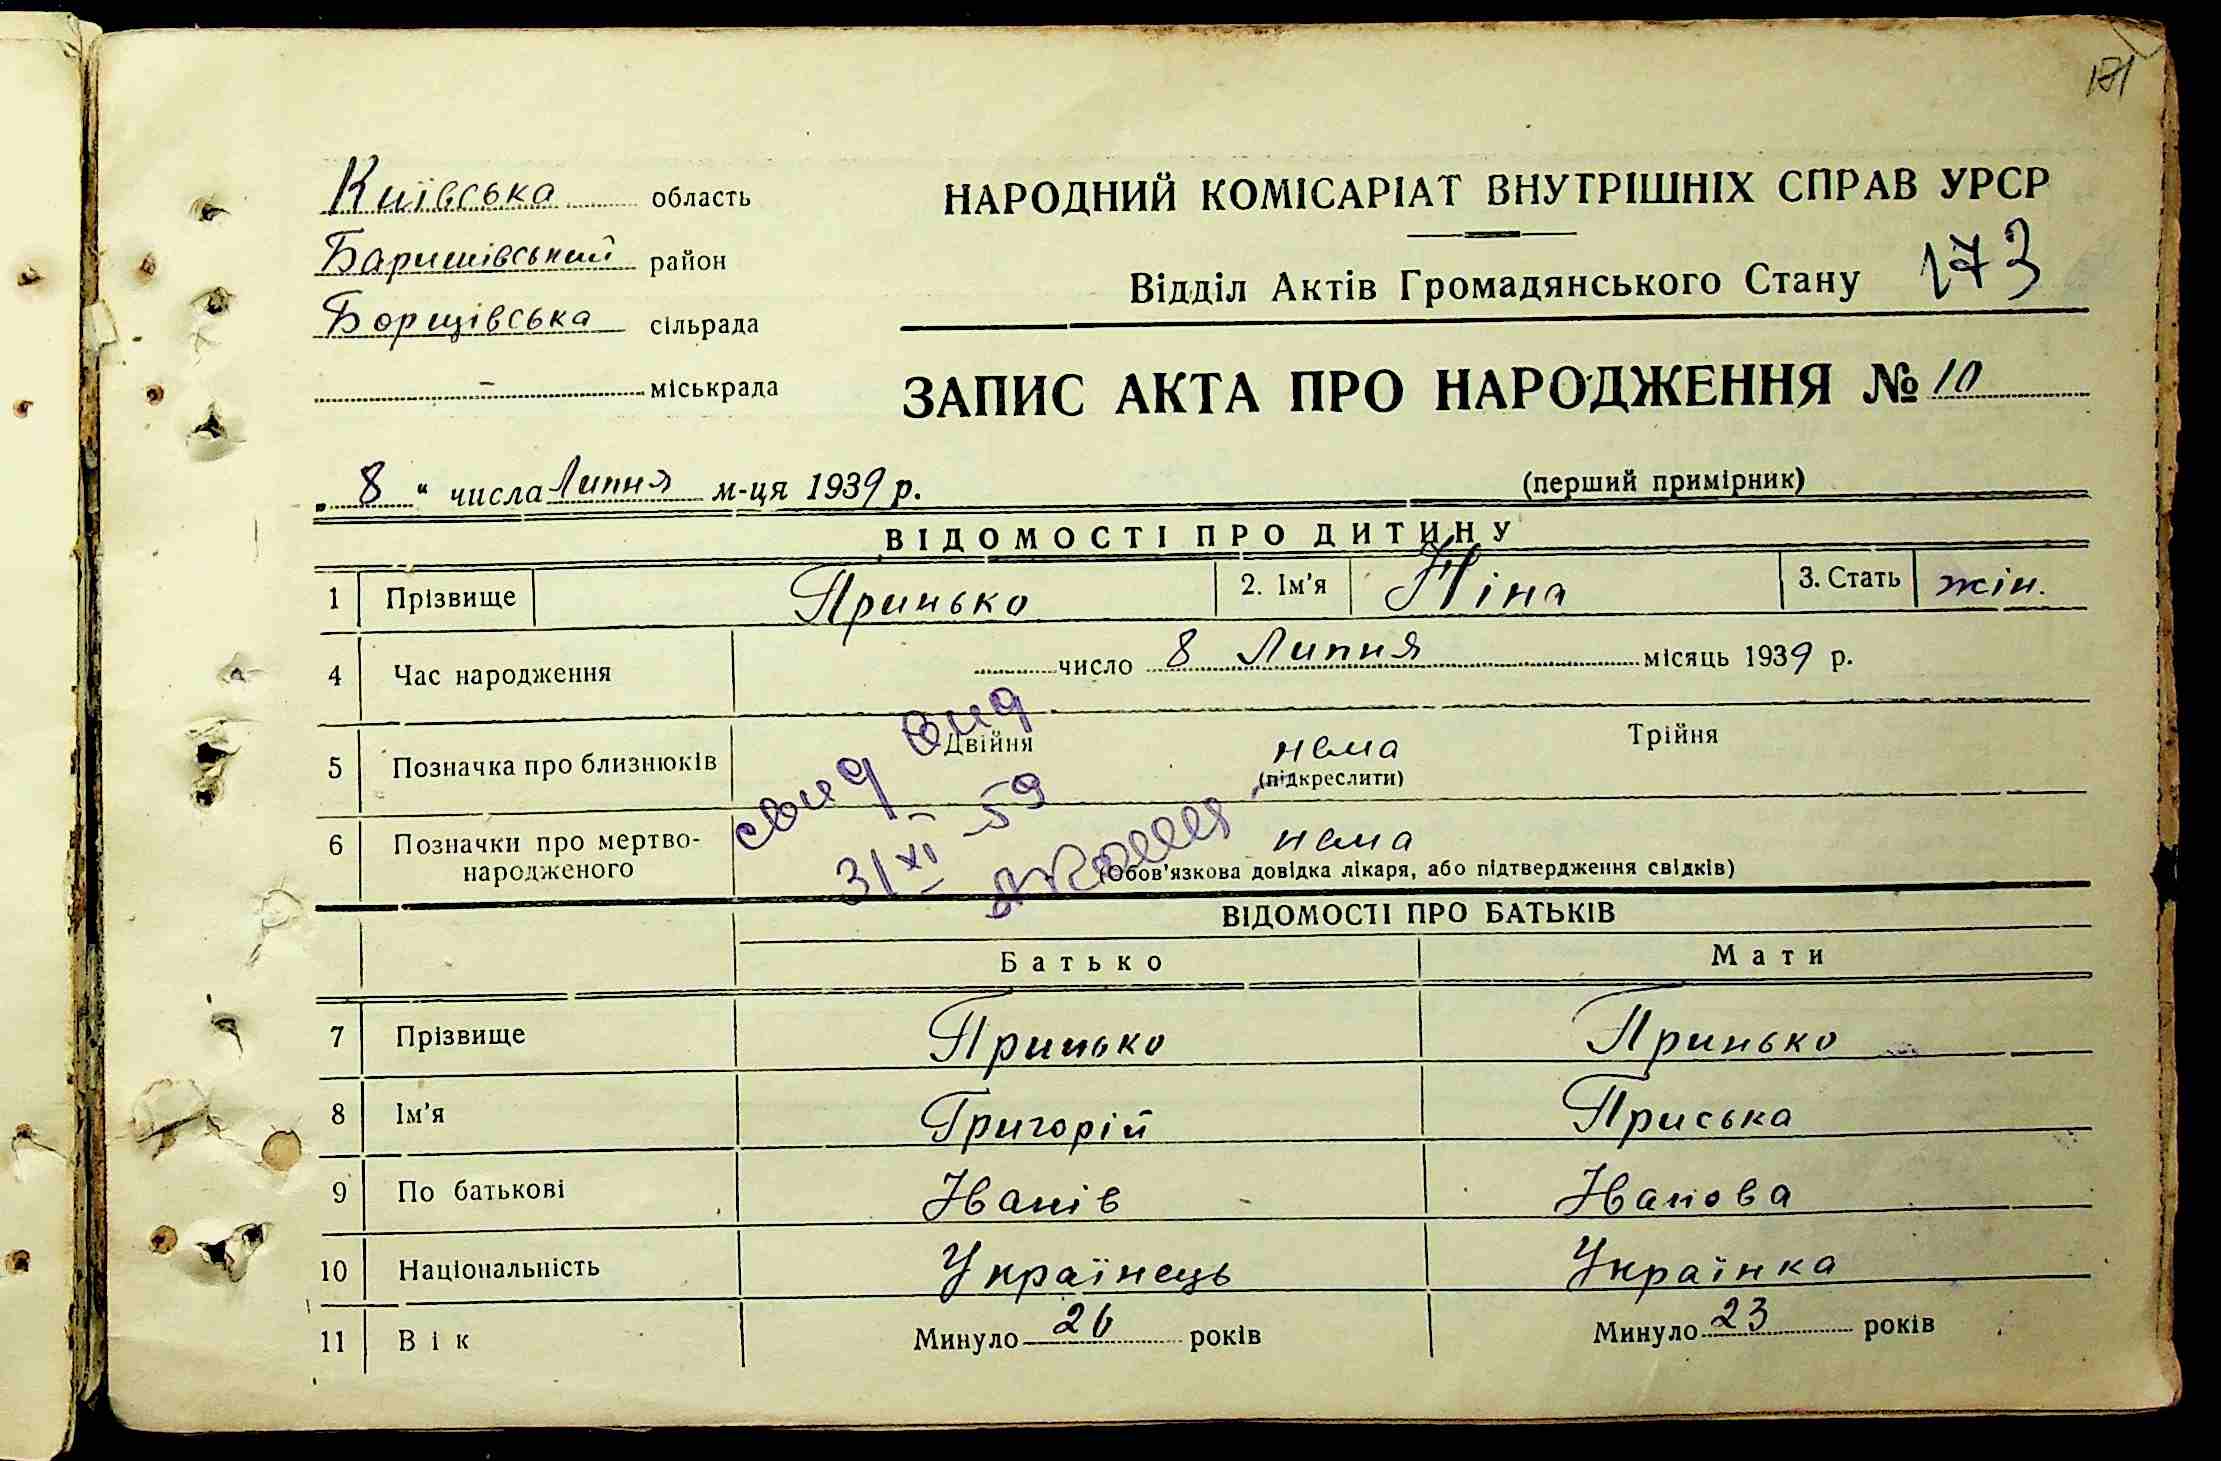 171
Київська область
Баришівський район
Борщівська сільрада
– міськрада
НАРОДНИЙ КОМІСАРІАТ ВНУТРІШНІХ СПРАВ УРСР
Відділ Актів Громадянського Стану 173
ЗАПИС АКТА ПРО НАРОДЖЕННЯ № 10
„ 8 “ числа Липня м-ця 1939 р.
(перший примірник)
ВІДОМОСТІ ПРО ДИТИНУ
1 Прізвище Принько 2. Ім'я Ніна 3. Стать жін.
4 Час народження число 8 Липня місяць 1939 р.
5 Позначка про близнюків Двійня нема Трійня
(підкреслити)
6 Позначки про мертво-
народженого нема
(Обов'язкова довідка лікаря, або підтвердження свідків)
31 XI – 59
ВІДОМОСТІ ПРО БАТЬКІВ
Батько Мати
7 Прізвище Принько Принько
8 Ім'я Григорій Приська
9 По батькові Іванів Іванова
10 Національність Українець Українка
11 Вік Минуло 26 років Минуло 23 років